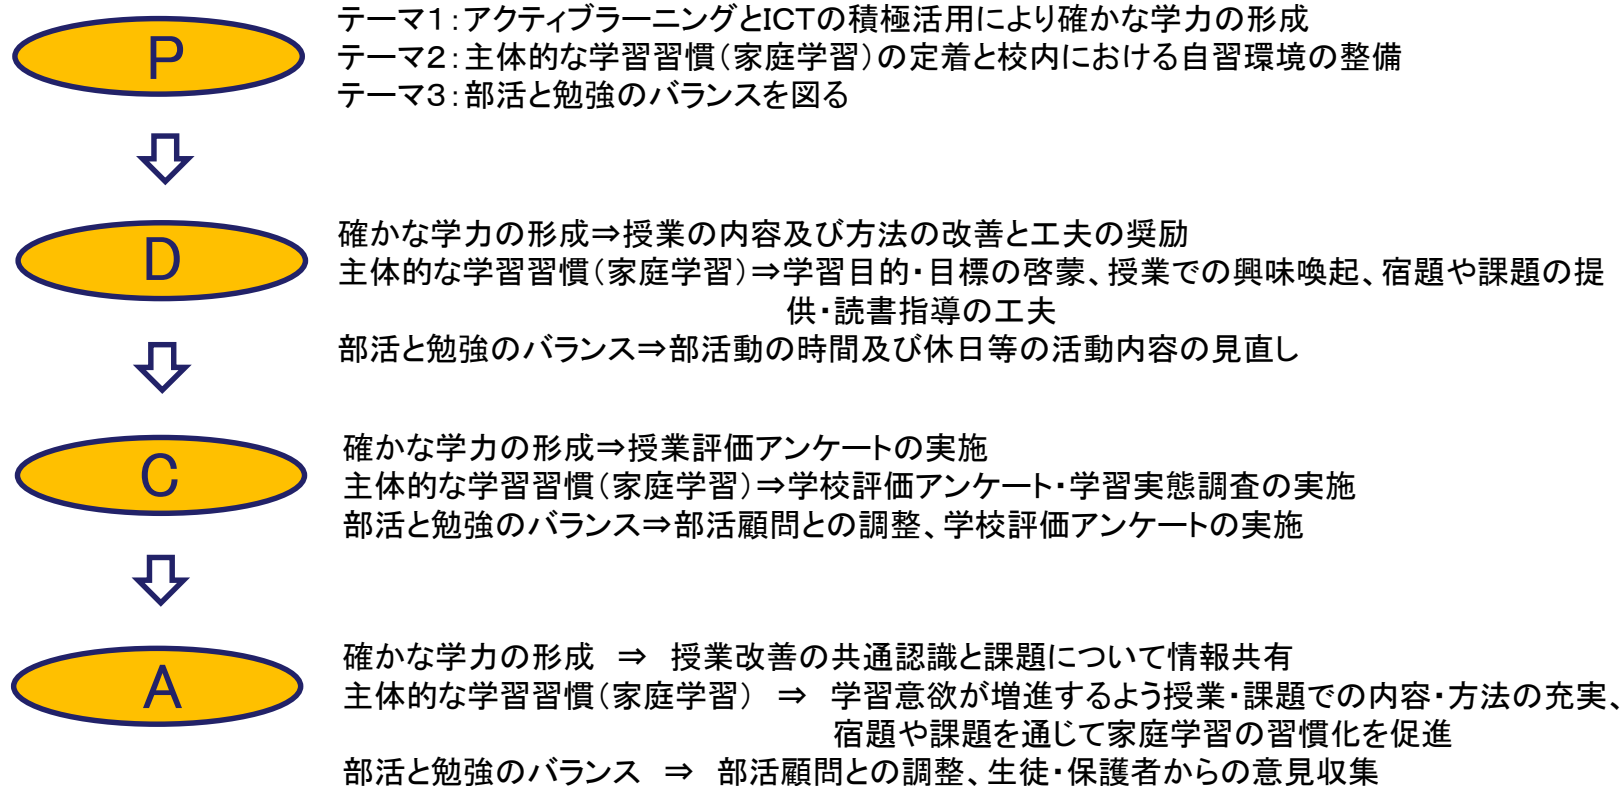 P
テーマ１：アクティブラーニングとICTの積極活用により確かな学力の形成
テーマ２：主体的な学習習慣（家庭学習）の定着と校内における自習環境の整備
テーマ３：部活と勉強のバランスを図る
D
確かな学力の形成⇒授業の内容及び方法の改善と工夫の奨励
主体的な学習習慣（家庭学習）⇒学習目的・目標の啓蒙、授業での興味喚起、宿題や課題の提
供・読書指導の工夫
部活と勉強のバランス⇒部活動の時間及び休日等の活動内容の見直し
C
確かな学力の形成⇒授業評価アンケートの実施
主体的な学習習慣（家庭学習）⇒学校評価アンケート・学習実態調査の実施
部活と勉強のバランス⇒部活顧問との調整、学校評価アンケートの実施
A
確かな学力の形成　⇒　授業改善の共通認識と課題について情報共有
主体的な学習習慣（家庭学習）　⇒　学習意欲が増進するよう授業・課題での内容・方法の充実、
宿題や課題を通じて家庭学習の習慣化を促進
部活と勉強のバランス　⇒　部活顧問との調整、生徒・保護者からの意見収集